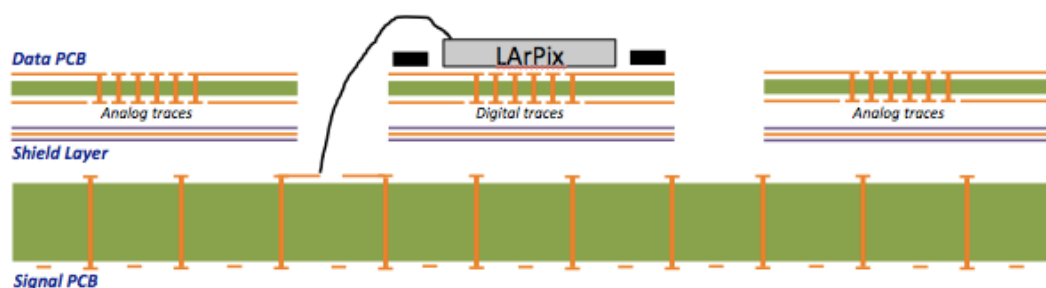 LArPix
Data PCB
Analog traces
Digital traces
Analog traces
Shield Layer
Signal PCB